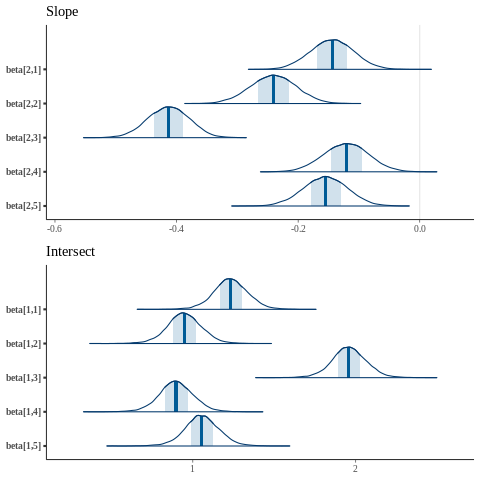 Slope
beta[2,1]
beta[2,2]
beta[2,3]
beta[2,4]
beta[2,5]
-0.6 -0.4 -0.2 0.0
Intersect
beta[1,1]
beta[1,2]
beta[1,3]
beta[1,4]
beta[1,5]
1 2